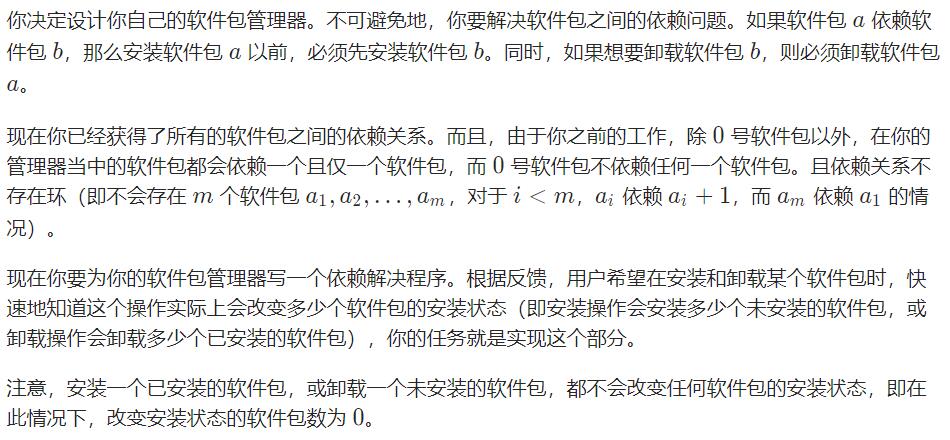 你决定设计你自己的软件包管理器。不可避免地，你要解决软件包之间的依赖问题。如果软件包 a 依赖软
件包 b，那么安装软件包 a 以前，必须先安装软件包 b。同时，如果想要卸载软件包 b，则必须卸载软件包
a。
现在你已经获得了所有的软件包之间的依赖关系。而且，由于你之前的工作，除 0 号软件包以外，在你的
管理器当中的软件包都会依赖一个且仅一个软件包，而 0 号软件包不依赖任何一个软件包。且依赖关系不
存在环（即不会存在 m 个软件包 a₁, a₂, …, aₘ，对于 i < m，aᵢ 依赖 aᵢ + 1，而 aₘ 依赖 a₁ 的情
况）。
现在你要为你的软件包管理器写一个依赖解决程序。根据反馈，用户希望在安装和卸载某个软件包时，快
速地知道这个操作实际上会改变多少个软件包的安装状态（即安装操作会安装多少个未安装的软件包，或
卸载操作会卸载多少个已安装的软件包），你的任务就是实现这个部分。
注意，安装一个已安装的软件包，或卸载一个未安装的软件包，都不会改变任何软件包的安装状态，即在
此情况下，改变安装状态的软件包数为 0。